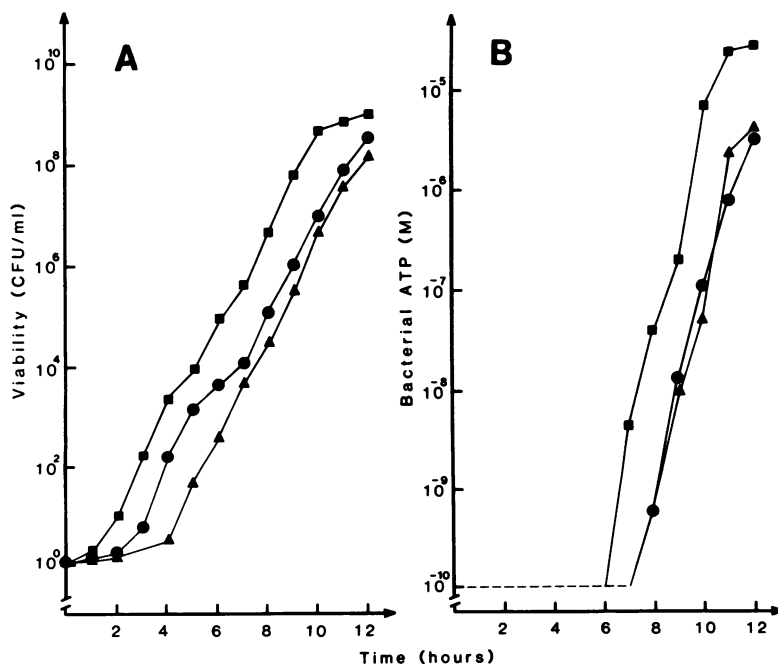 A
Viability (CFU/ml)
10^10
10^8
10^6
10^4
10^2
10^0
2 4 6 8 10 12
B
Bacterial ATP (M)
10^-5
10^-6
10^-7
10^-8
10^-9
10^-10
2 4 6 8 10 12
Time (hours)